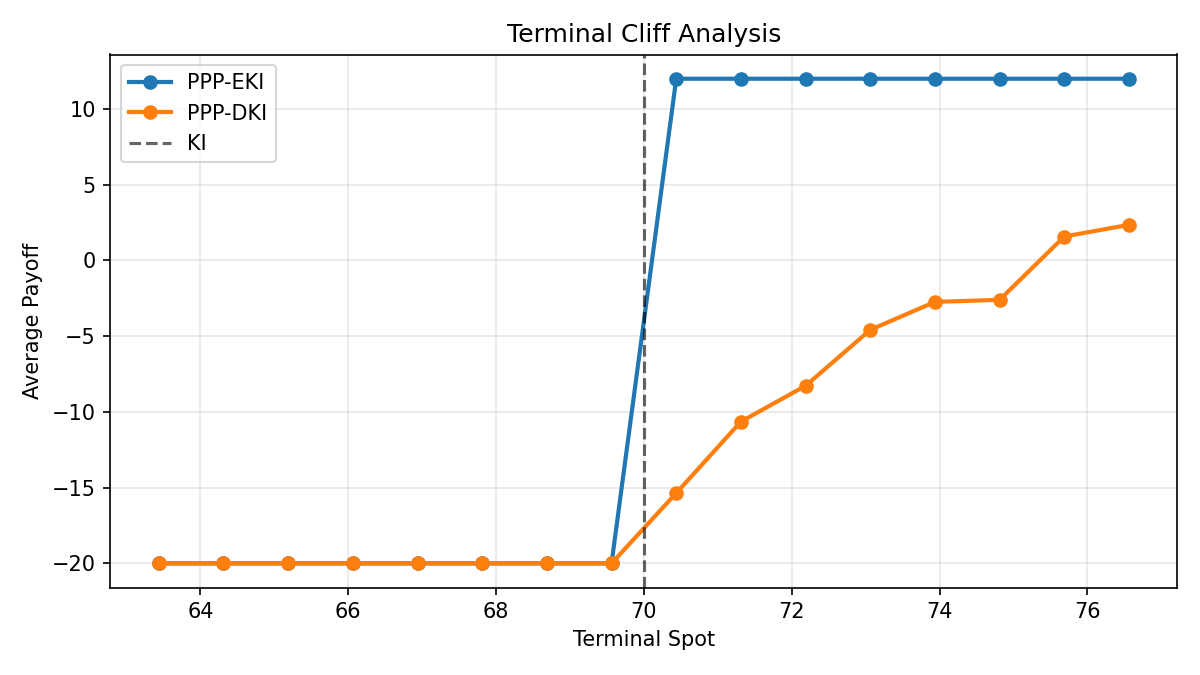 Terminal Cliff Analysis
PPP-EKI
PPP-DKI
KI
Average Payoff
10
5
0
−5
−10
−15
−20
64
66
68
70
72
74
76
Terminal Spot